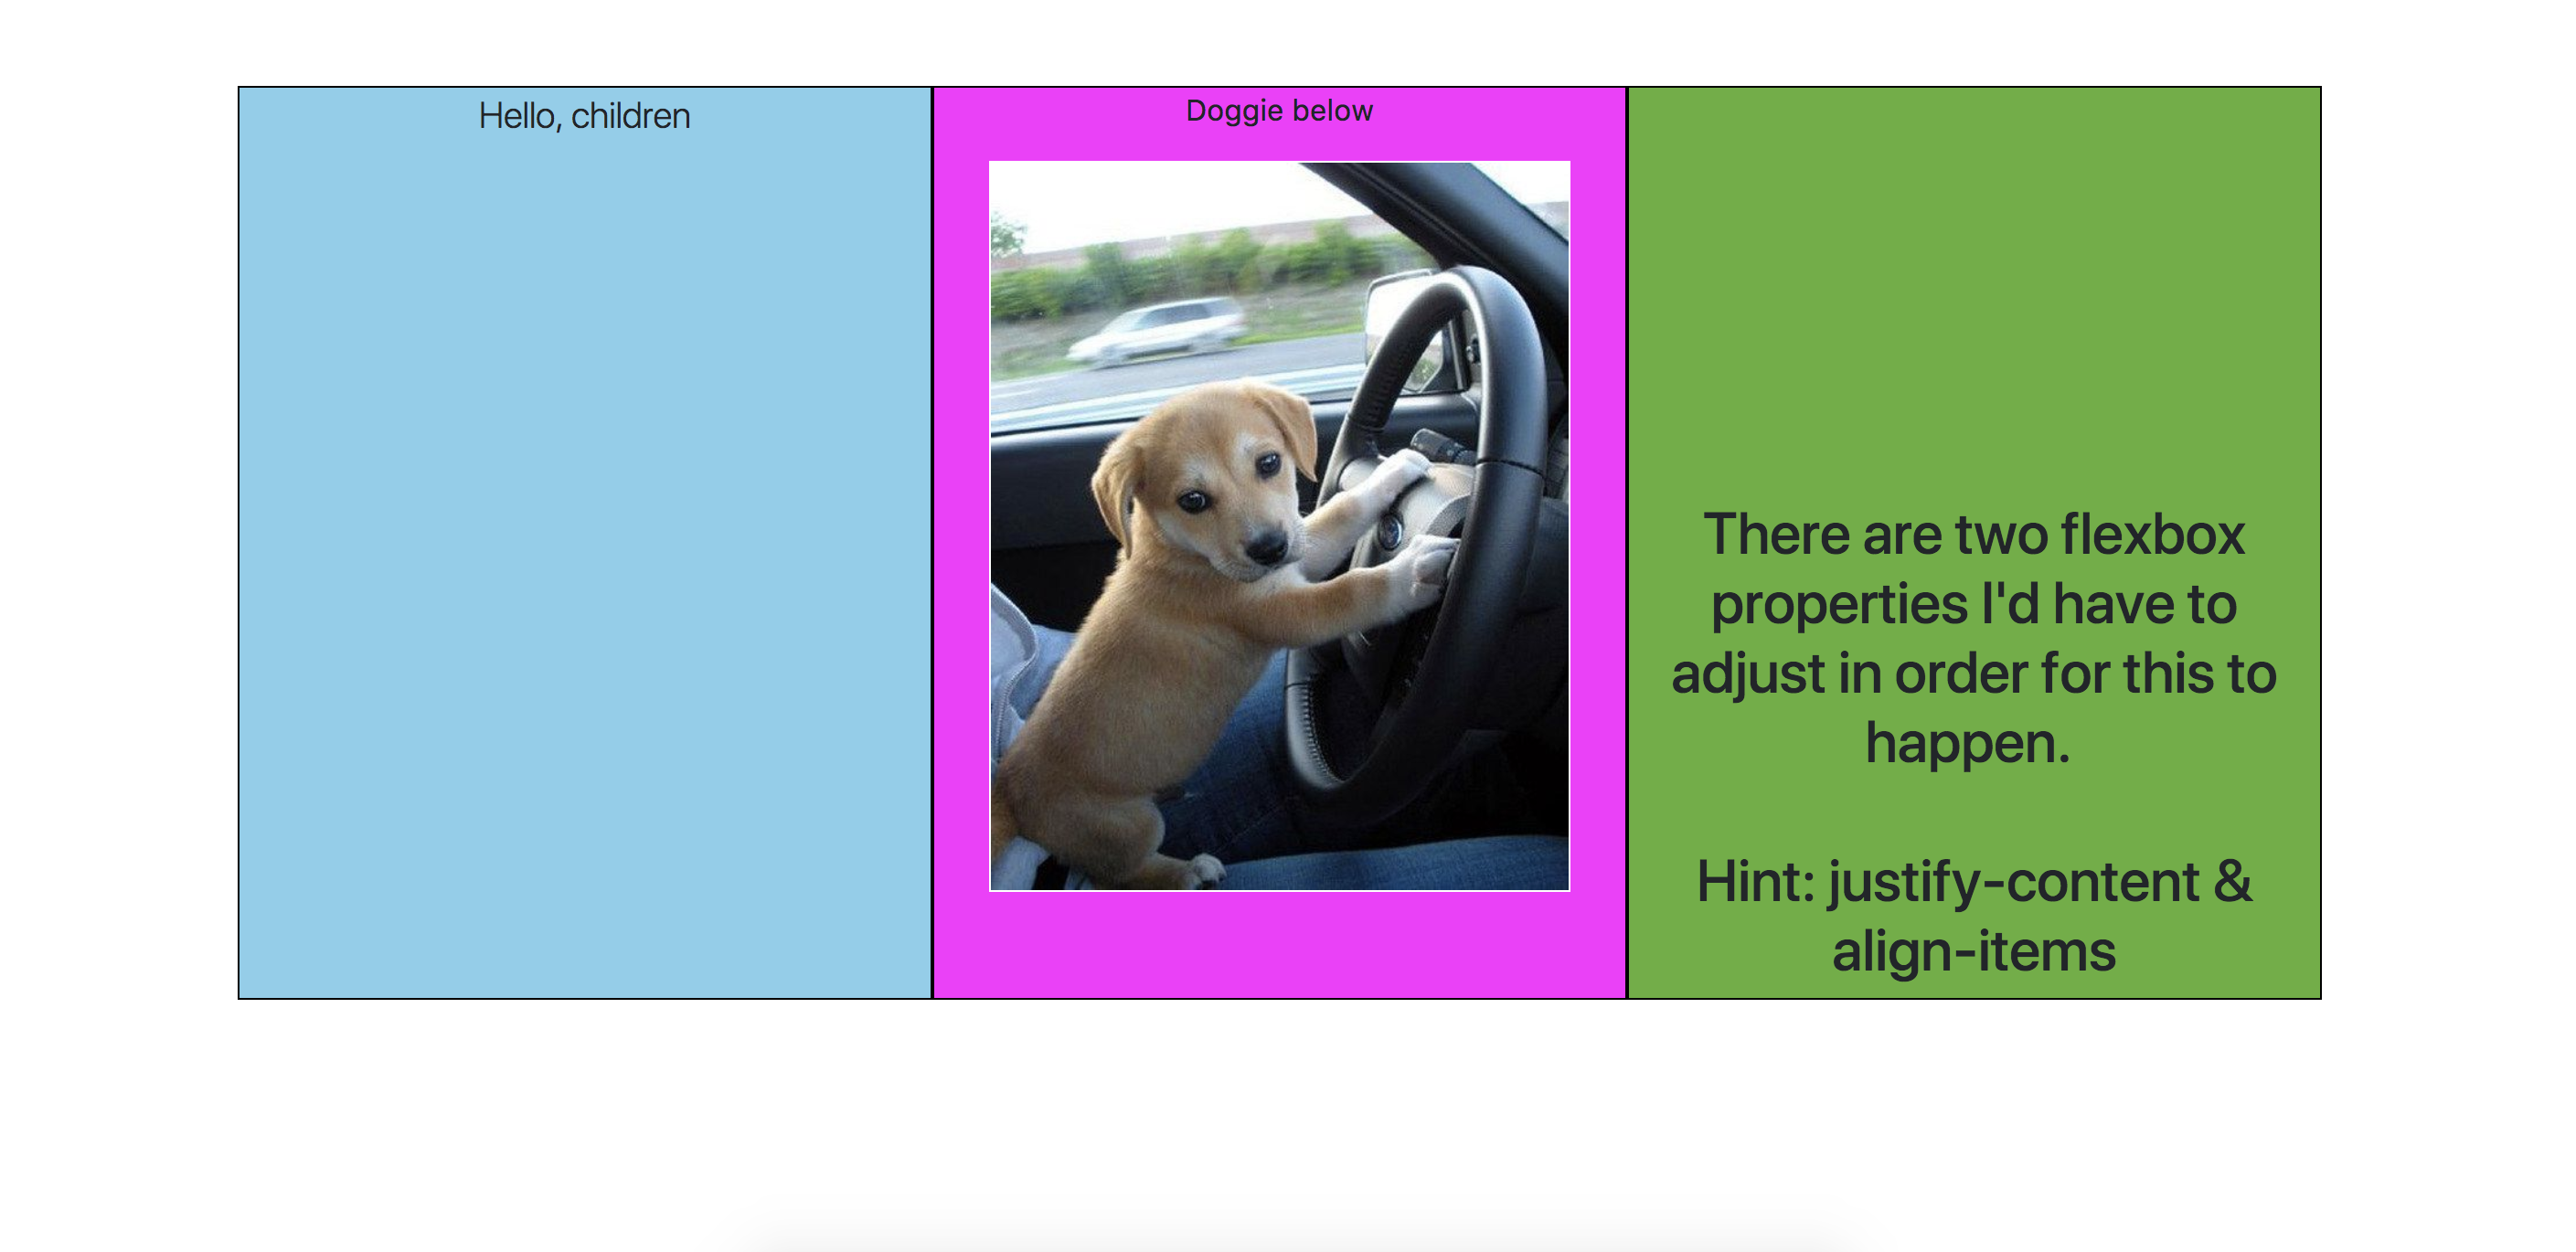 Hello, children
Doggie below
There are two flexbox
properties I'd have to
adjust in order for this to
happen.
Hint: justify-content &
align-items